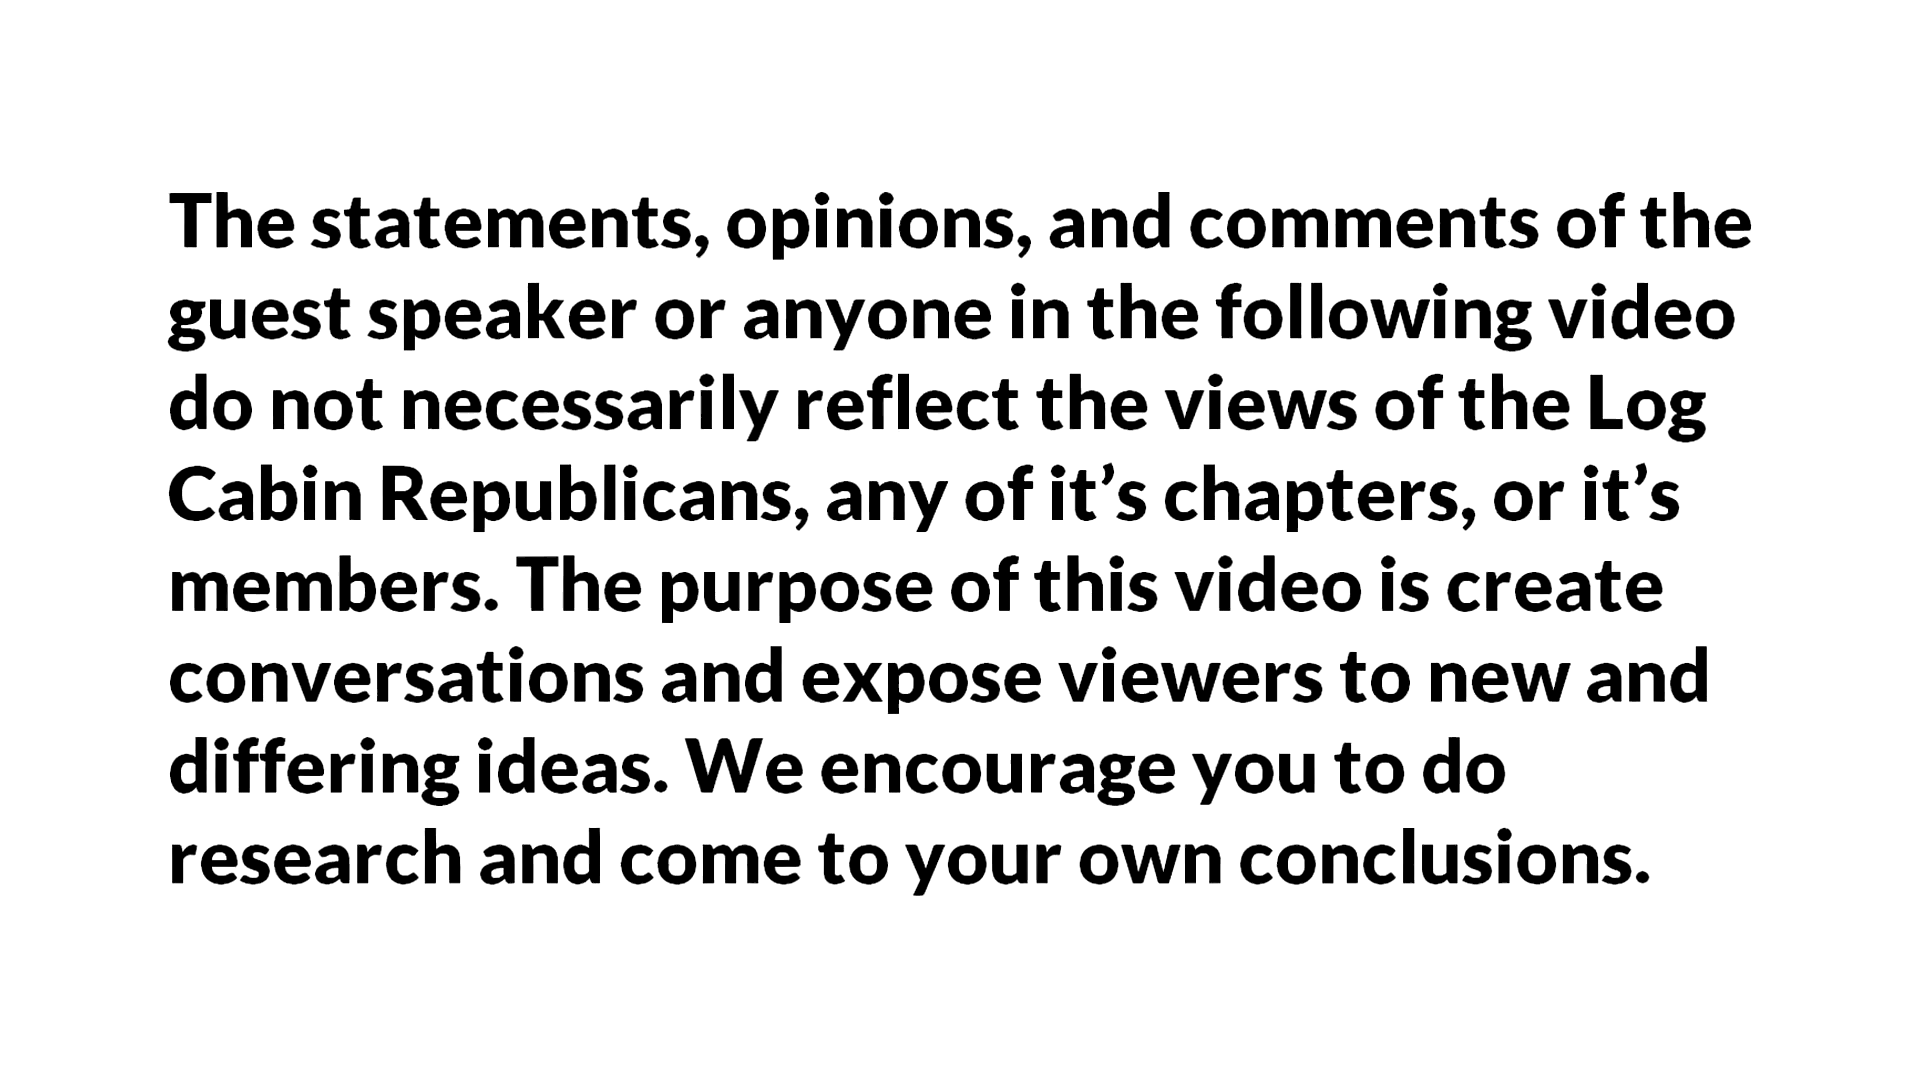 The statements, opinions, and comments of the
guest speaker or anyone in the following video
do not necessarily reflect the views of the Log
Cabin Republicans, any of it’s chapters, or it’s
members. The purpose of this video is create
conversations and expose viewers to new and
differing ideas. We encourage you to do
research and come to your own conclusions.